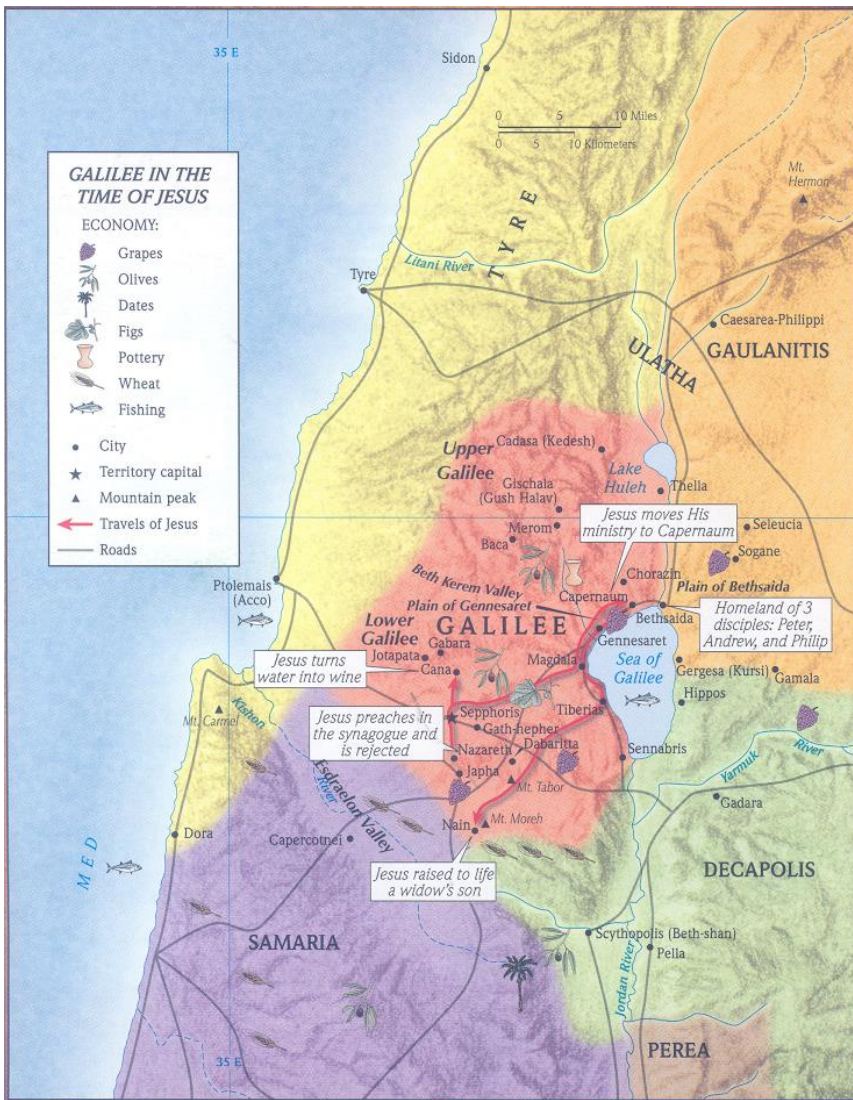 35 E
Sidon
0 5 10 Miles
0 5 10 Kilometers
GALILEE IN THE
TIME OF JESUS
ECONOMY:
Grapes
Olives
Dates
Figs
Pottery
Wheat
Fishing
City
Territory capital
Mountain peak
Travels of Jesus
Roads
Mt.
Hermon
TYRE
Litani River
Tyre
Caesarea-Philippi
ULATHA
GAULANITIS
Upper
Galilee
Cadasa (Kedesh)
Lake
Huleh
Gischala
(Gush Halav)
Thella
Jesus moves His
ministry to Capernaum
Merom
Baca
Seleucia
Sogane
Ptolemais
(Acco)
Beth Kerem Valley
Chorazin
Plain of Bethsaida
Capernaum
Plain of Gennesaret
Bethsaida
Homeland of 3
disciples: Peter,
Andrew, and Philip
Lower
Galilee
GALILEE
Gennesaret
Gabara
Jotapata
Jesus turns
water into wine
Cana
Magdala
Sea of
Galilee
Gergesa (Kursi)
Gamala
Hippos
Kishon
River
Mt. Carmel
Jesus preaches in
the synagogue and
is rejected
Sepphoris
Gath-hepher
Tiberias
Nazareth
Dabaritta
Sennabris
Japha
Mt. Tabor
Yarmuk
River
Esdraelon Valley
Gadara
Nain
Mt. Moreh
Dora
Capercotnei
MED
Jesus raised to life
a widow's son
DECAPOLIS
SAMARIA
Scythopolis (Beth-shan)
Pella
Jordan River
PEREA
35 E